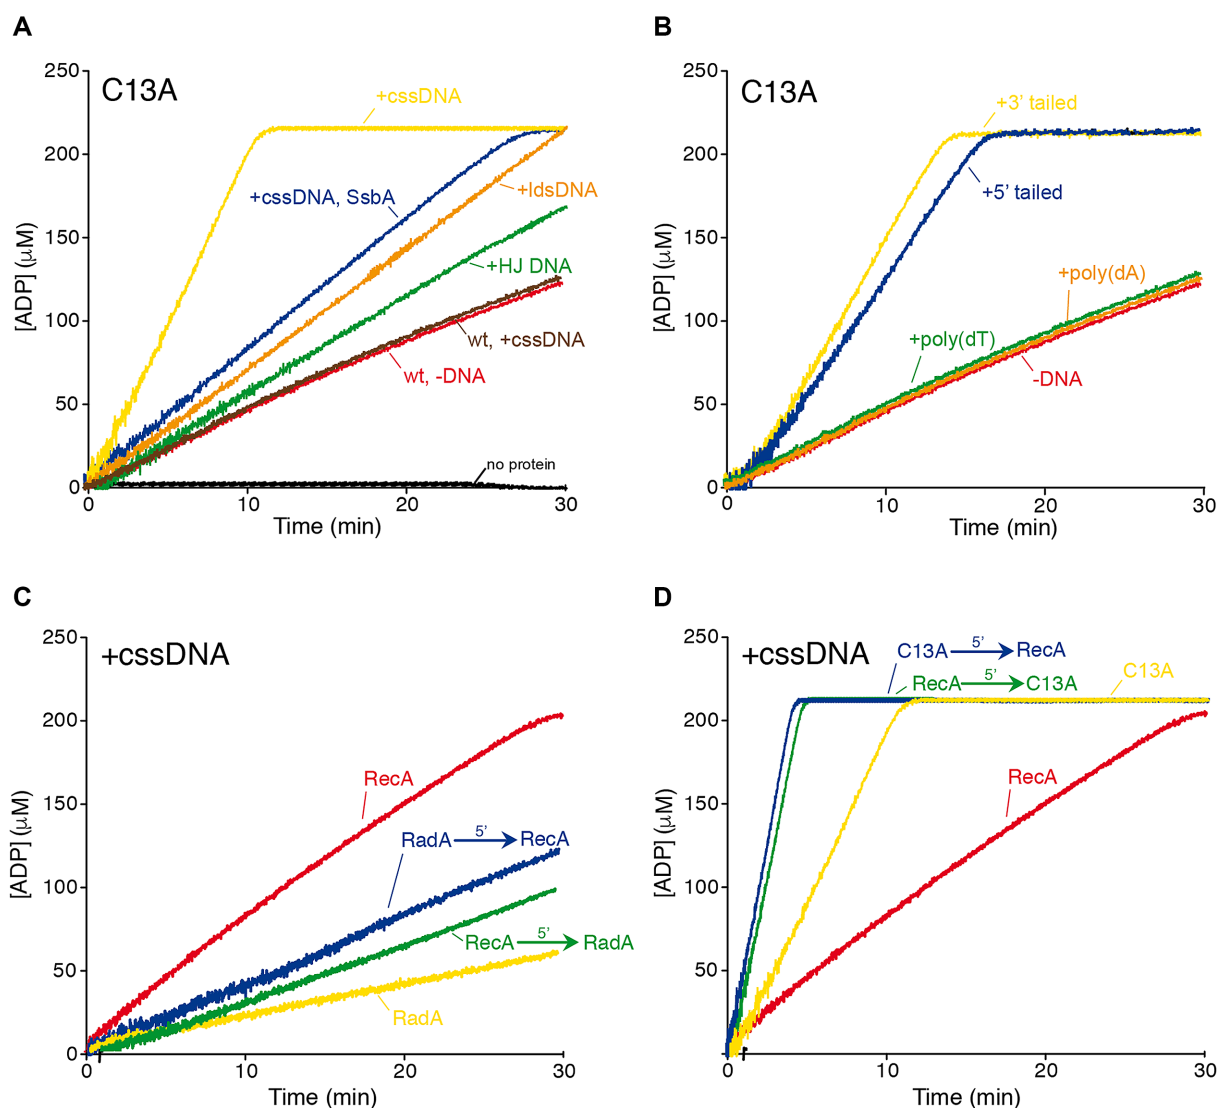 A
C13A
250
200
150
100
50
0
[ADP] (μM)
+cssDNA
+cssDNA, SsbA
+ldsDNA
+HJ DNA
wt, +cssDNA
wt, -DNA
no protein
0 10 20 30
Time (min)
B
C13A
250
200
150
100
50
0
[ADP] (μM)
+3' tailed
+5' tailed
+poly(dA)
+poly(dT)
-DNA
0 10 20 30
Time (min)
C
+cssDNA
250
200
150
100
50
0
[ADP] (μM)
RecA
RadA 5' RecA
RecA 5' RadA
RadA
0 10 20 30
Time (min)
D
+cssDNA
250
200
150
100
50
[ADP] (μM)
C13A 5' RecA
RecA 5' C13A
C13A
RecA
0 10 20 30
Time (min)